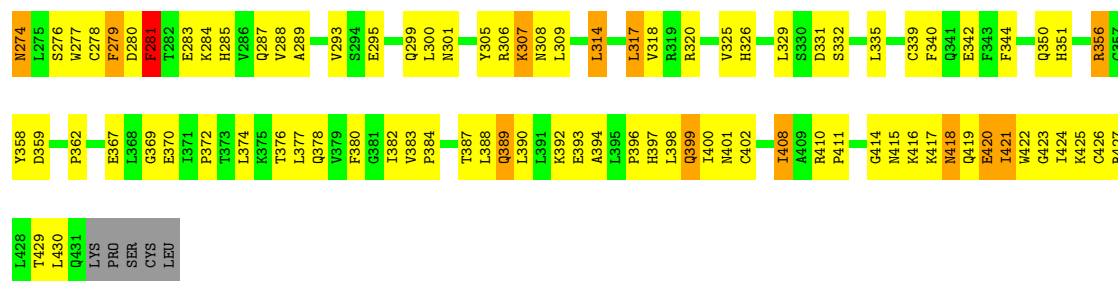 N274 L275 S276 W277 C278 F279 D280 F281 T282 E283 K284 H285 V286 Q287 V288 A289 V293 S294 E295 Q299 L300 N301 Y305 R306 K307 N308 L309 L314 L317 V318 R319 R320 V325 H326 L329 S330 D331 S332 L335 C339 F340 Q341 E342 F343 F344 Q350 H351 R356 C357
Y358 D359 P362 E367 L368 G369 E370 I371 P372 T373 L374 K375 T376 L377 Q378 V379 F380 G381 I382 V383 P384 T387 L388 Q389 L390 L391 K392 E393 A394 L395 P396 H397 L398 Q399 I400 N401 C402 I408 A409 R410 P411 G414 N415 K416 K417 N418 Q419 E420 I421 W422 G423 I424 K425 C426
L428 T429 L430 Q431 LYS PRO SER CYS LEU